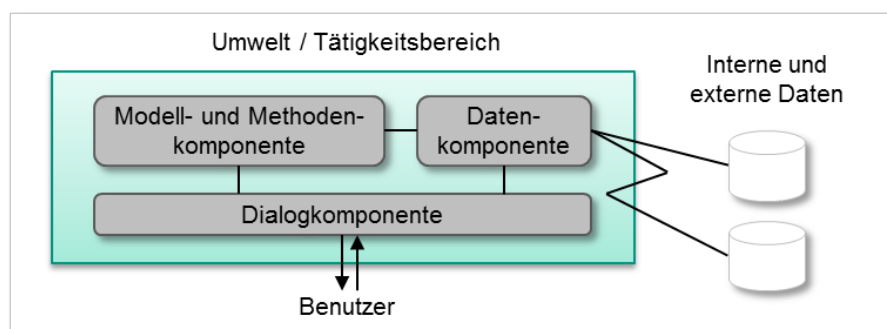 Umwelt / Tätigkeitsbereich
Interne und
externe Daten
Modell- und Methoden-
komponente
Daten-
komponente
Dialogkomponente
Benutzer